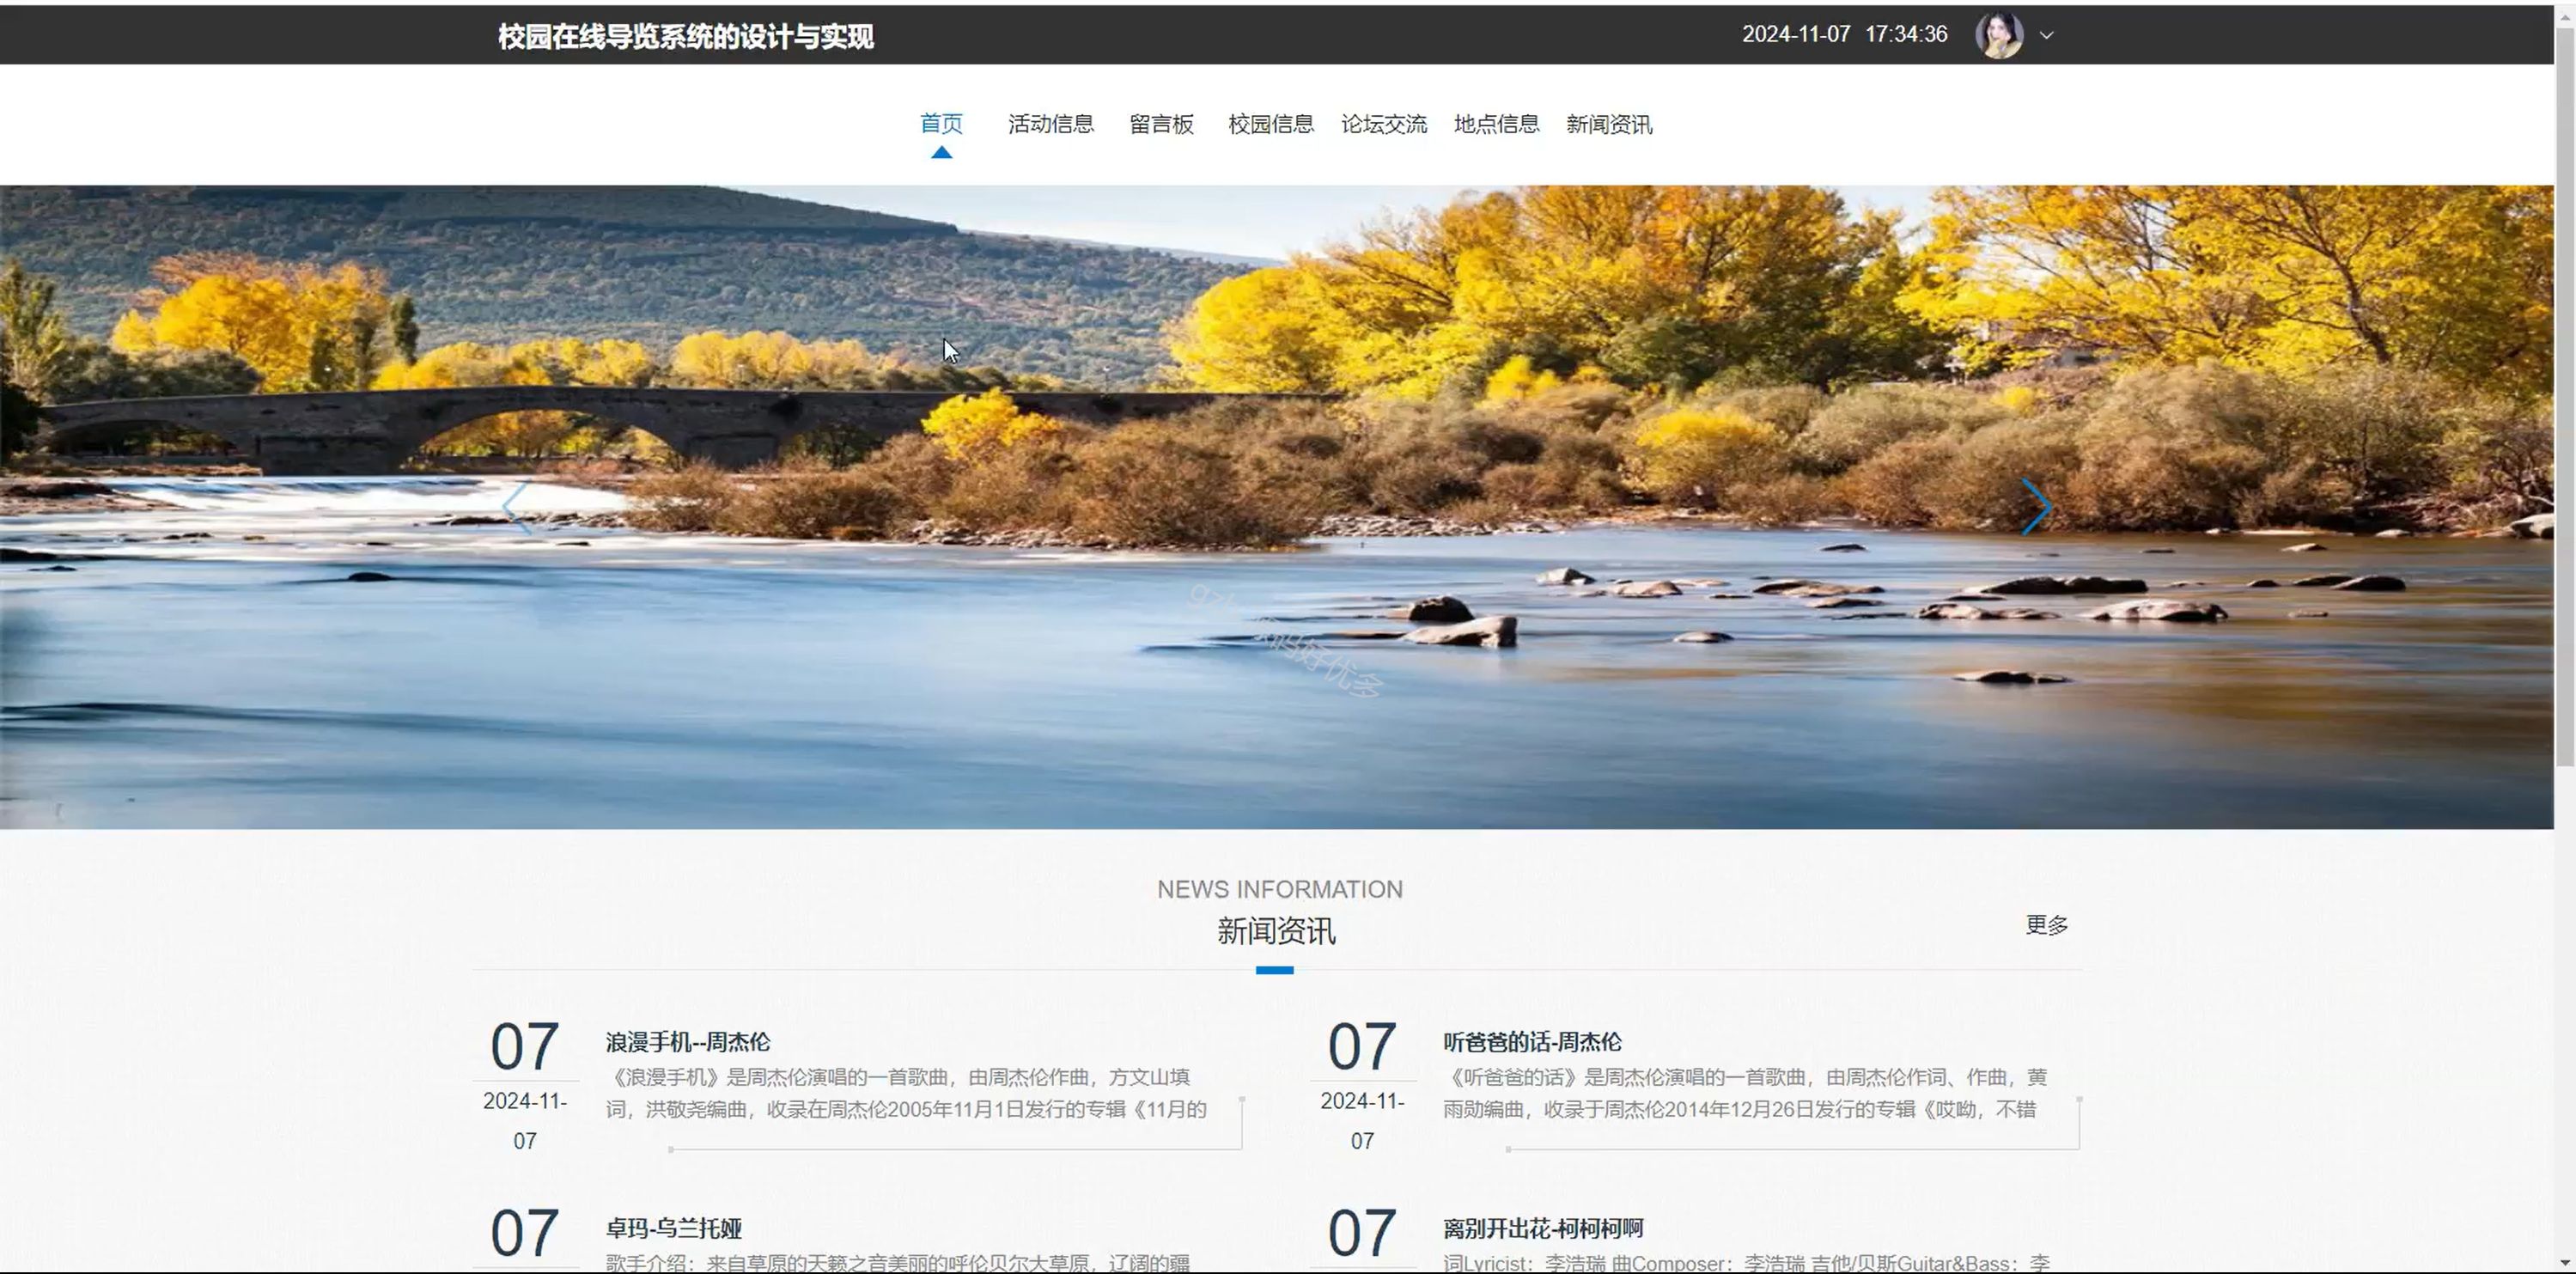 校园在线导览系统的设计与实现
2024-11-07 17:34:36
首页 活动信息 留言板 校园信息 论坛交流 地点信息 新闻资讯
码好优多
NEWS INFORMATION
新闻资讯
更多
07
2024-11-
07
浪漫手机--周杰伦
《浪漫手机》是周杰伦演唱的一首歌曲，由周杰伦作曲，方文山填
词，洪敬尧编曲，收录在周杰伦2005年11月1日发行的专辑《11月的
07
2024-11-
07
听爸爸的话-周杰伦
《听爸爸的话》是周杰伦演唱的一首歌曲，由周杰伦作词、作曲，黄
雨勋编曲，收录于周杰伦2014年12月26日发行的专辑《哎呦，不错
07
卓玛-乌兰托娅
歌手介绍：来自草原的天籁之音美丽的呼伦贝尔大草原，辽阔的疆
07
离别开出花-柯柯柯啊
词Lyricist：李浩瑞 曲Composer：李浩瑞 吉他/贝斯Guitar&Bass：李